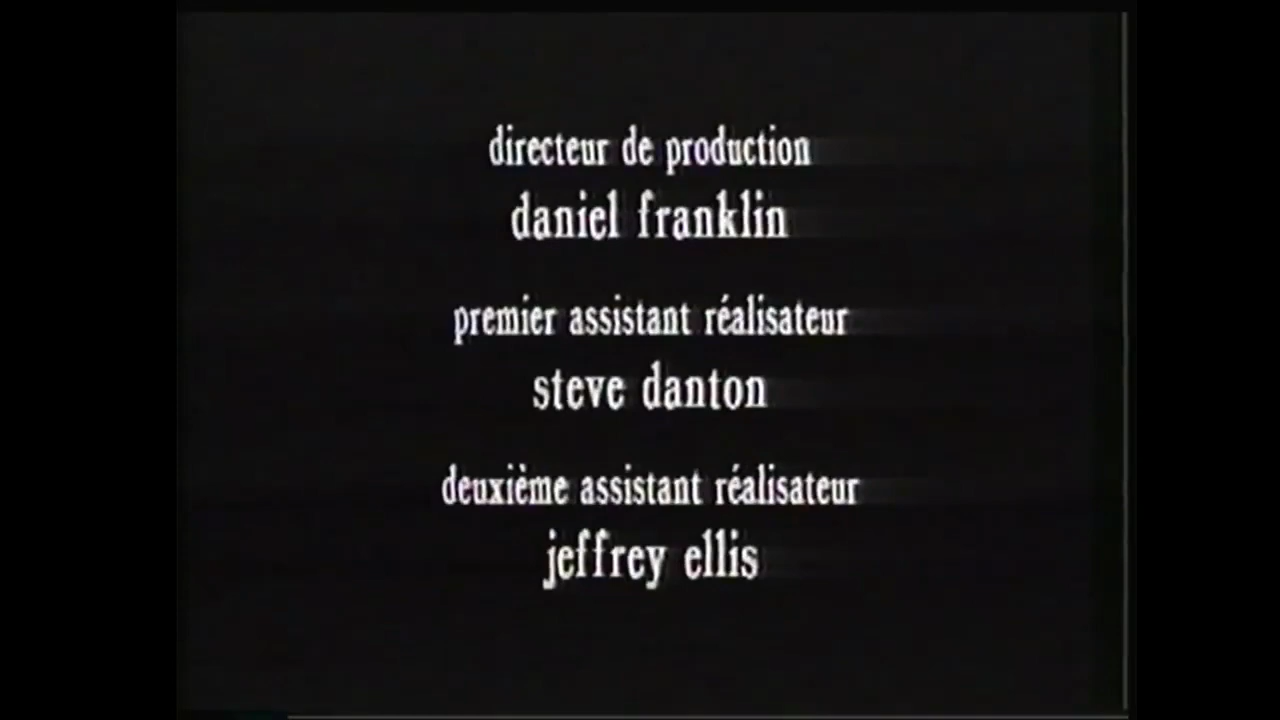 directeur de production
daniel franklin
premier assistant réalisateur
steve danton
deuxième assistant réalisateur
jeffrey ellis